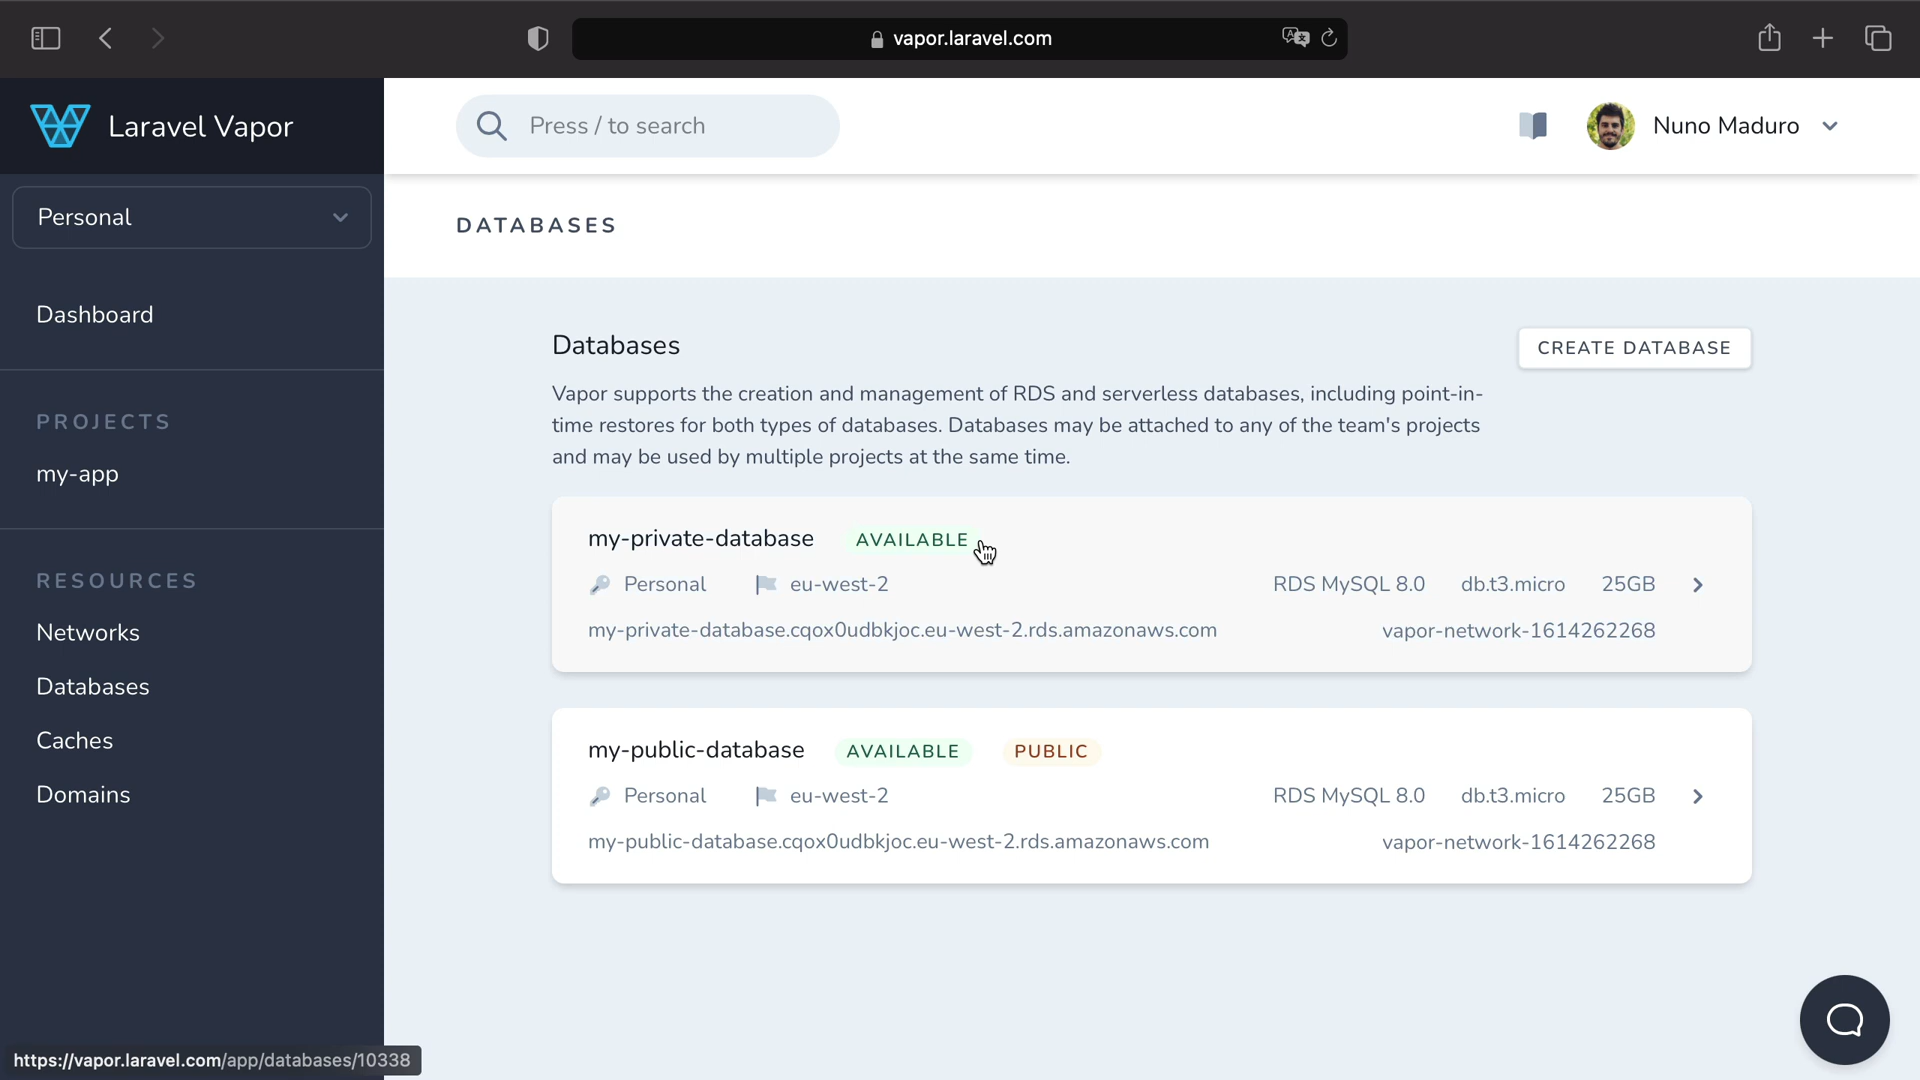 vapor.laravel.com
Laravel Vapor
Press / to search
Nuno Maduro
Personal
DATABASES
Dashboard
PROJECTS
my-app
RESOURCES
Networks
Databases
Caches
Domains
Databases
CREATE DATABASE
Vapor supports the creation and management of RDS and serverless databases, including point-in-
time restores for both types of databases. Databases may be attached to any of the team's projects
and may be used by multiple projects at the same time.
my-private-database AVAILABLE
Personal eu-west-2 RDS MySQL 8.0 db.t3.micro 25GB
my-private-database.cqox0udbkjoc.eu-west-2.rds.amazonaws.com vapor-network-1614262268
my-public-database AVAILABLE PUBLIC
Personal eu-west-2 RDS MySQL 8.0 db.t3.micro 25GB
my-public-database.cqox0udbkjoc.eu-west-2.rds.amazonaws.com vapor-network-1614262268
https://vapor.laravel.com/app/databases/10338